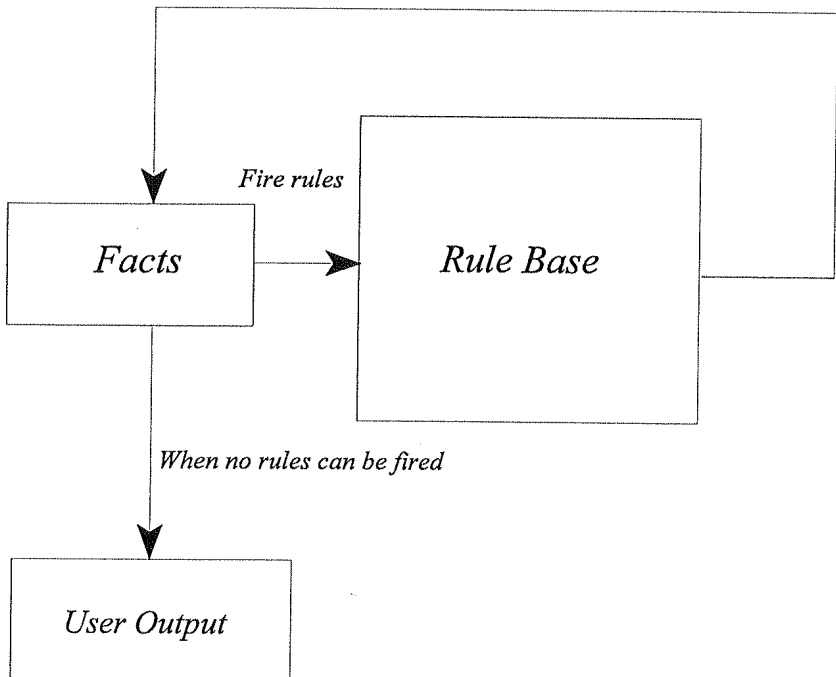 Fire rules
Facts
Rule Base
When no rules can be fired
User Output